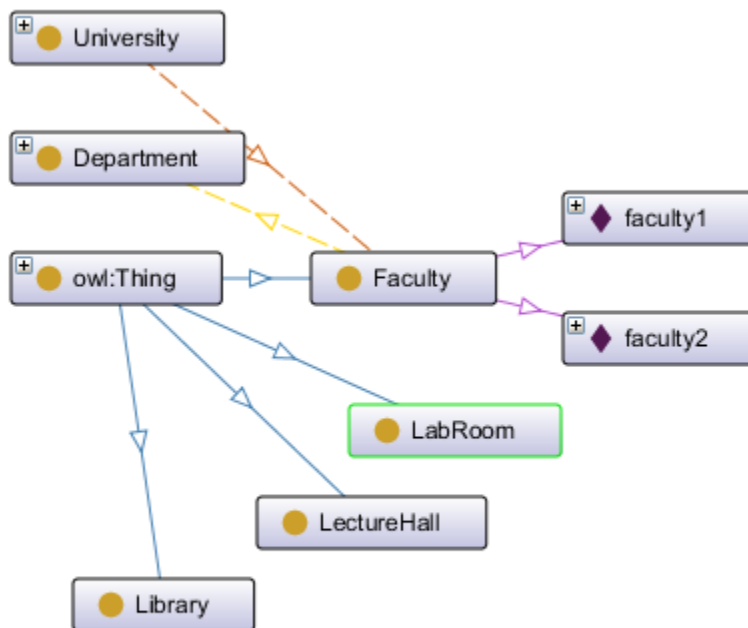 University
Department
owl:Thing
Faculty
faculty1
faculty2
LabRoom
LectureHall
Library